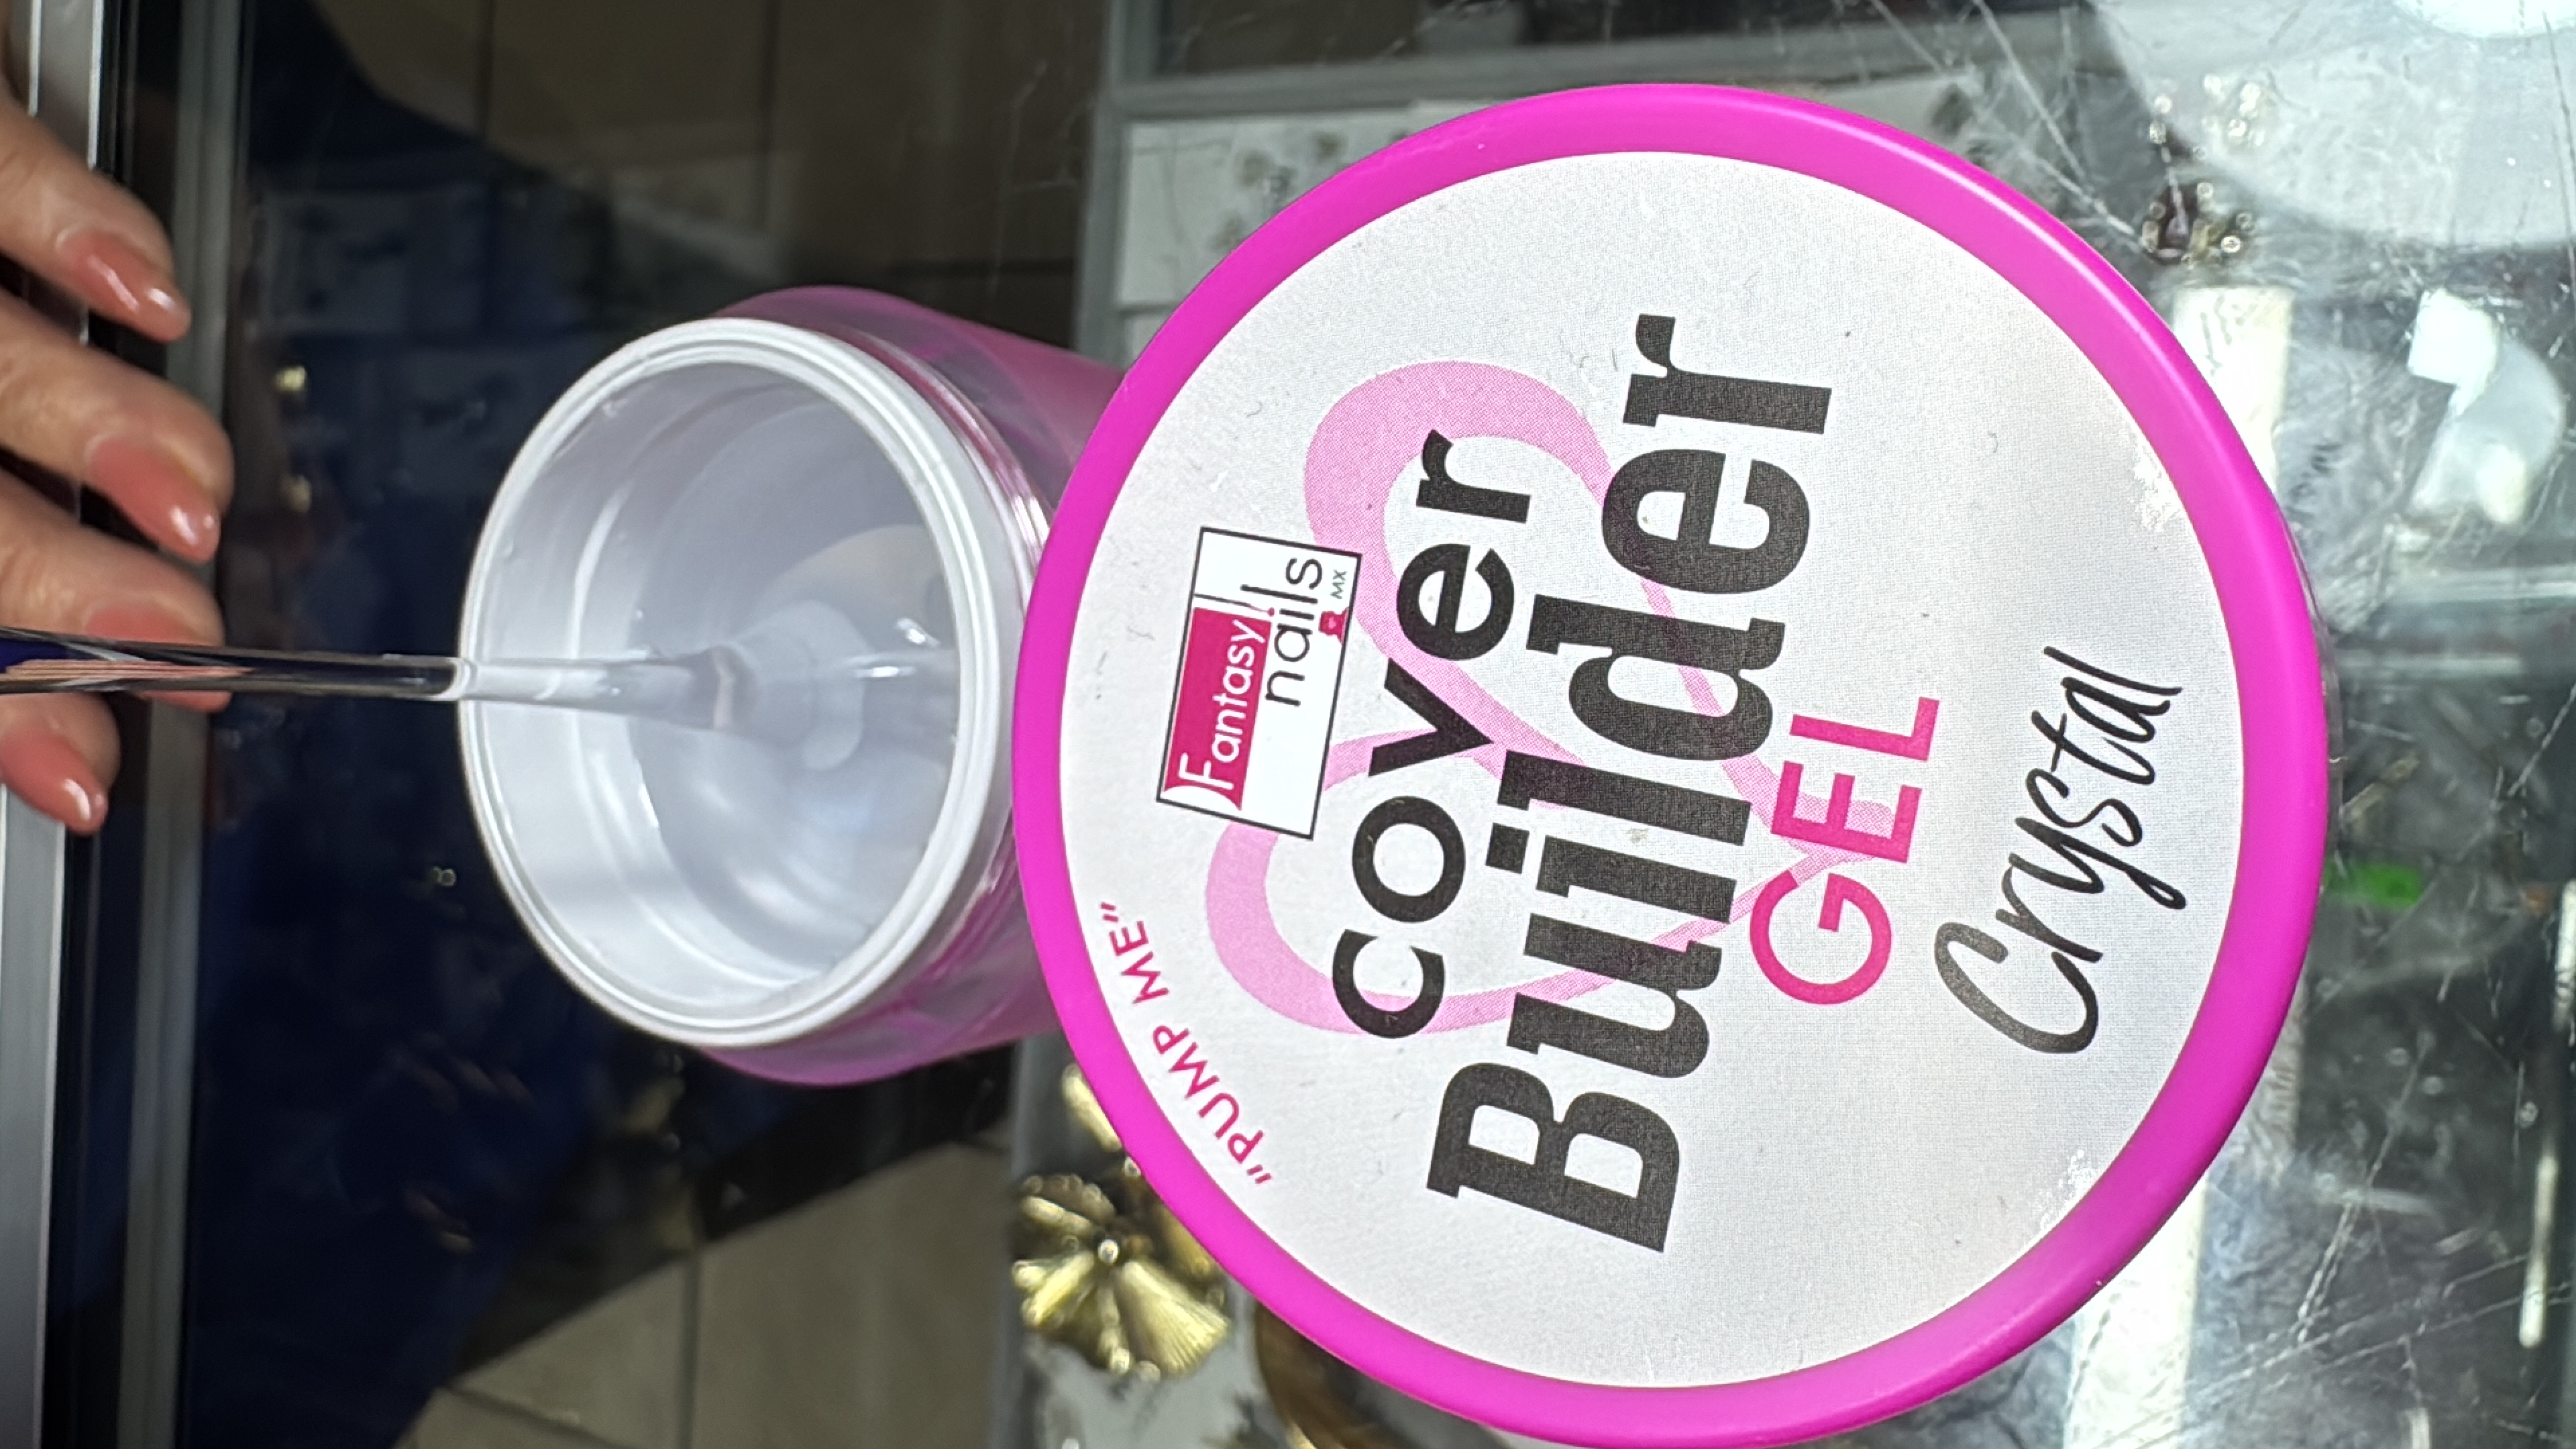 "PUMP ME"
Fantasy
nails
MX
cover
Builder
GEL
Crystal